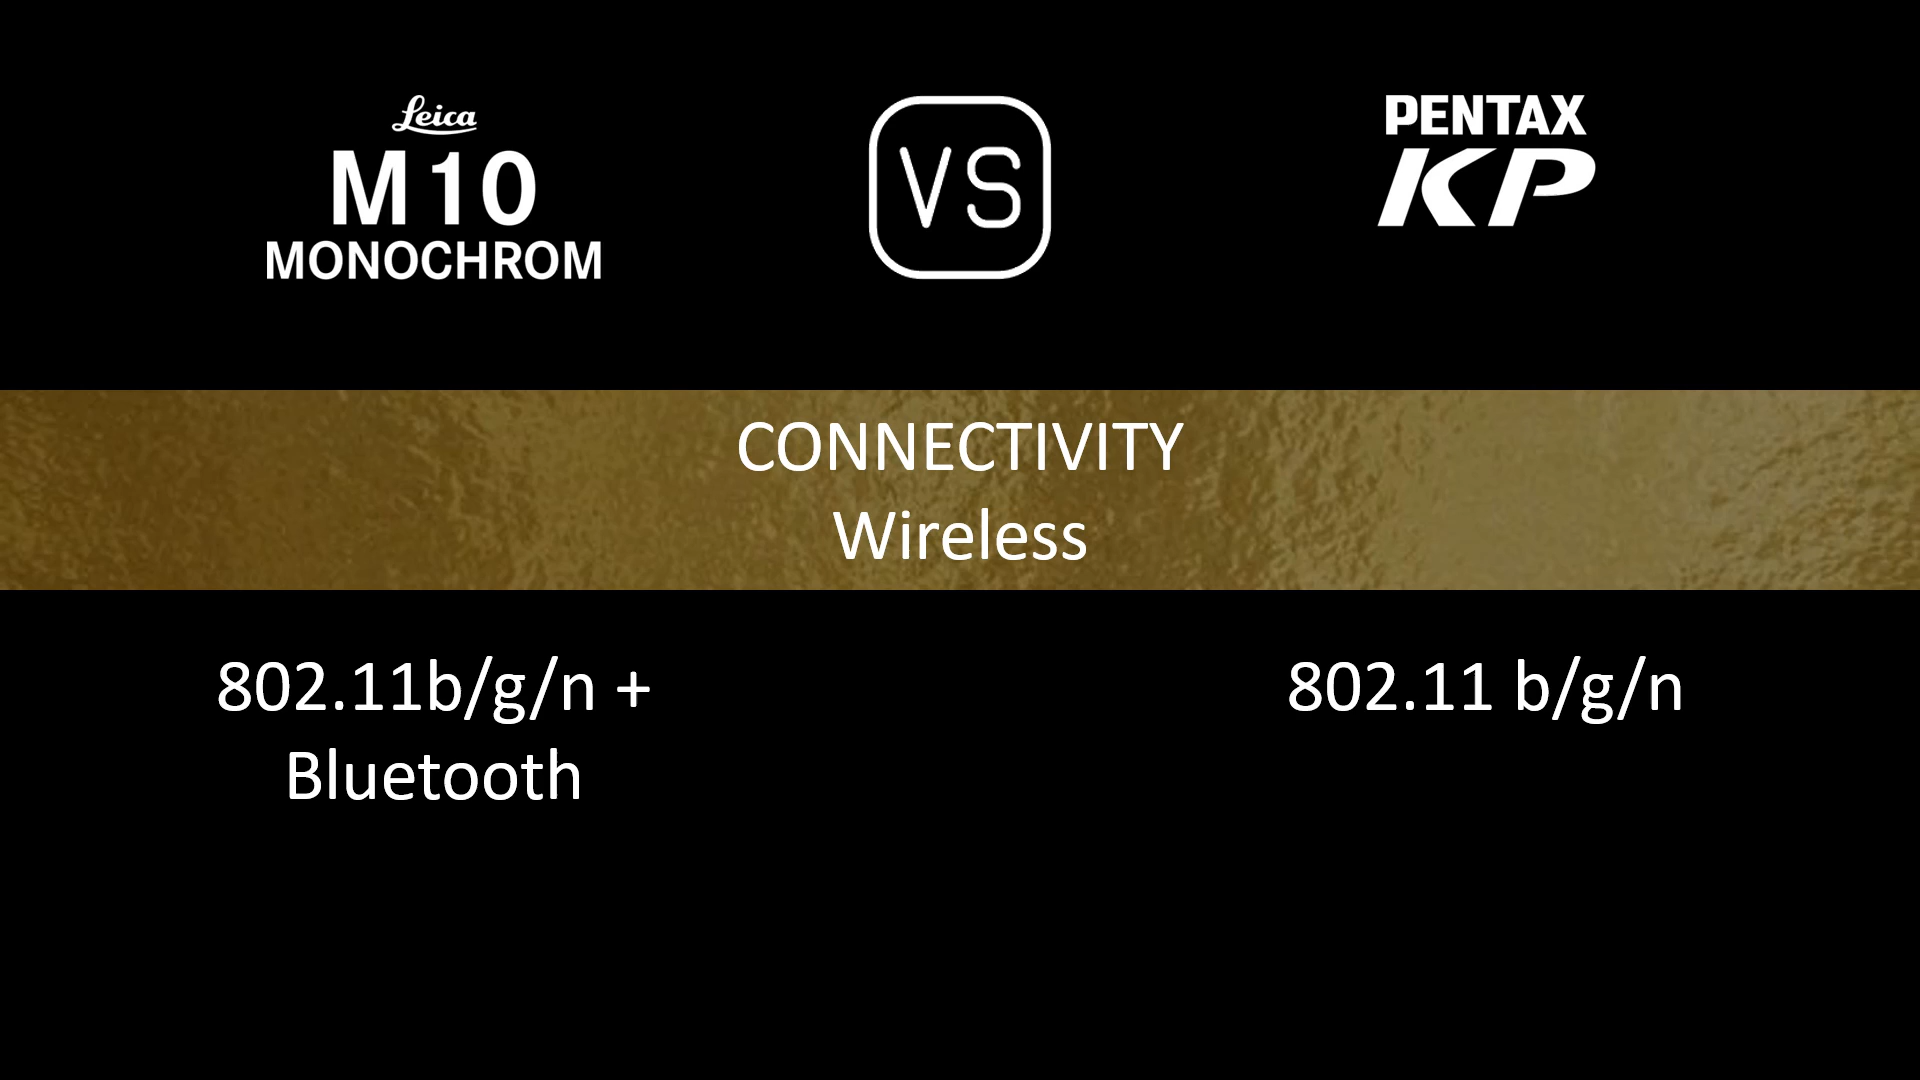 Leica
M10
MONOCHROM
VS
PENTAX
KP
CONNECTIVITY
Wireless
802.11b/g/n +
Bluetooth
802.11 b/g/n